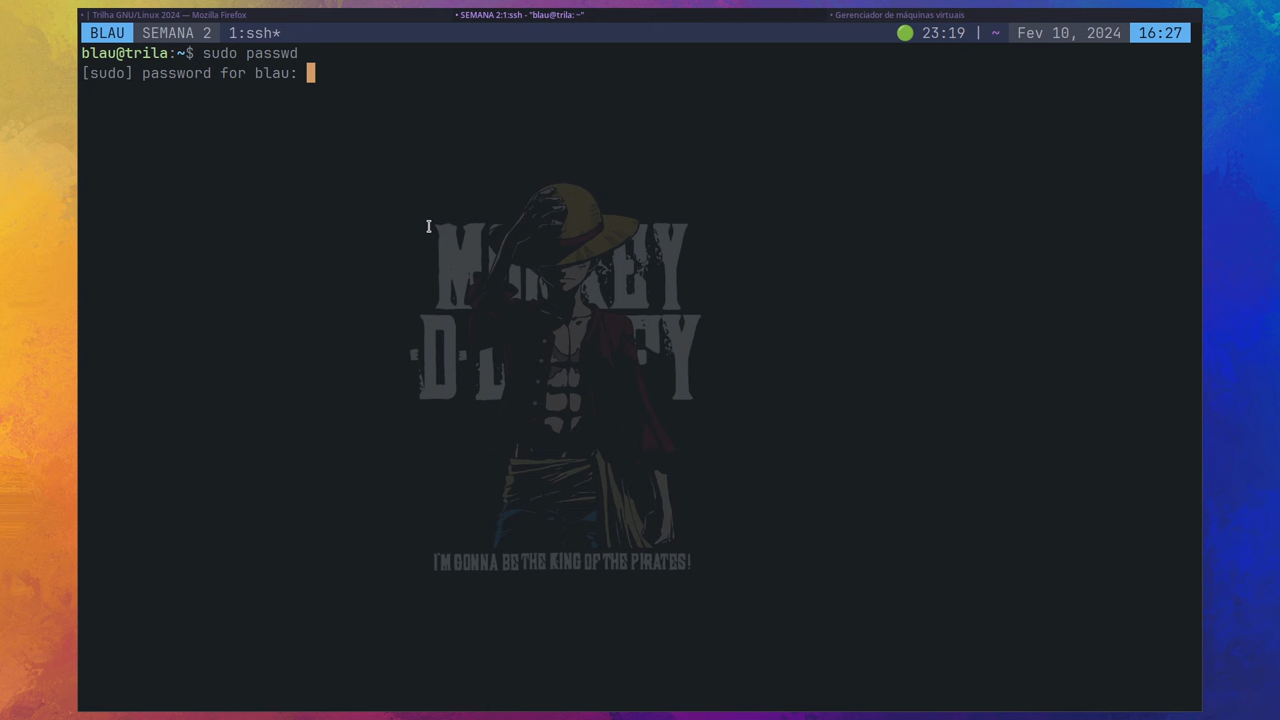 • | Trilha GNU/Linux 2024 — Mozilla Firefox
• SEMANA 2:1:ssh - "blau@trila: ~"
• Gerenciador de máquinas virtuais
BLAU SEMANA 2 1:ssh* 23:19 | ~ Fev 10, 2024 16:27
blau@trila:~$ sudo passwd
[sudo] password for blau:
I'M GONNA BE THE KING OF THE PIRATES!